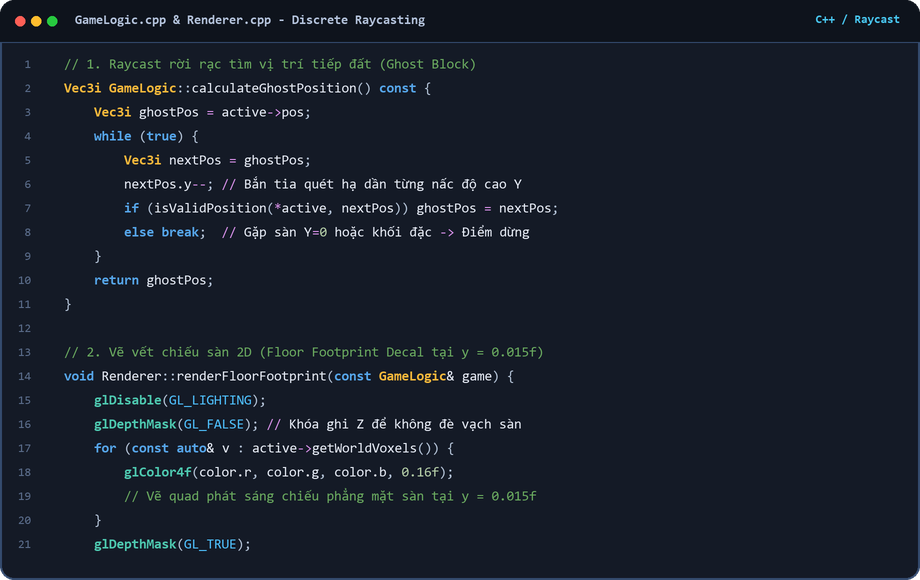 GameLogic.cpp & Renderer.cpp - Discrete Raycasting
C++ / Raycast
1 // 1. Raycast rời rạc tìm vị trí tiếp đất (Ghost Block)
2 Vec3i GameLogic::calculateGhostPosition() const {
3     Vec3i ghostPos = active->pos;
4     while (true) {
5         Vec3i nextPos = ghostPos;
6         nextPos.y--; // Bắn tia quét hạ dần từng nấc độ cao Y
7         if (isValidPosition(*active, nextPos)) ghostPos = nextPos;
8         else break;  // Gặp sàn Y=0 hoặc khối đặc -> Điểm dừng
9     }
10     return ghostPos;
11 }
12
13 // 2. Vẽ vết chiếu sàn 2D (Floor Footprint Decal tại y = 0.015f)
14 void Renderer::renderFloorFootprint(const GameLogic& game) {
15     glDisable(GL_LIGHTING);
16     glDepthMask(GL_FALSE); // Khóa ghi Z để không đè vạch sàn
17     for (const auto& v : active->getWorldVoxels()) {
18         glColor4f(color.r, color.g, color.b, 0.16f);
19         // Vẽ quad phát sáng chiếu phẳng mặt sàn tại y = 0.015f
20     }
21     glDepthMask(GL_TRUE);